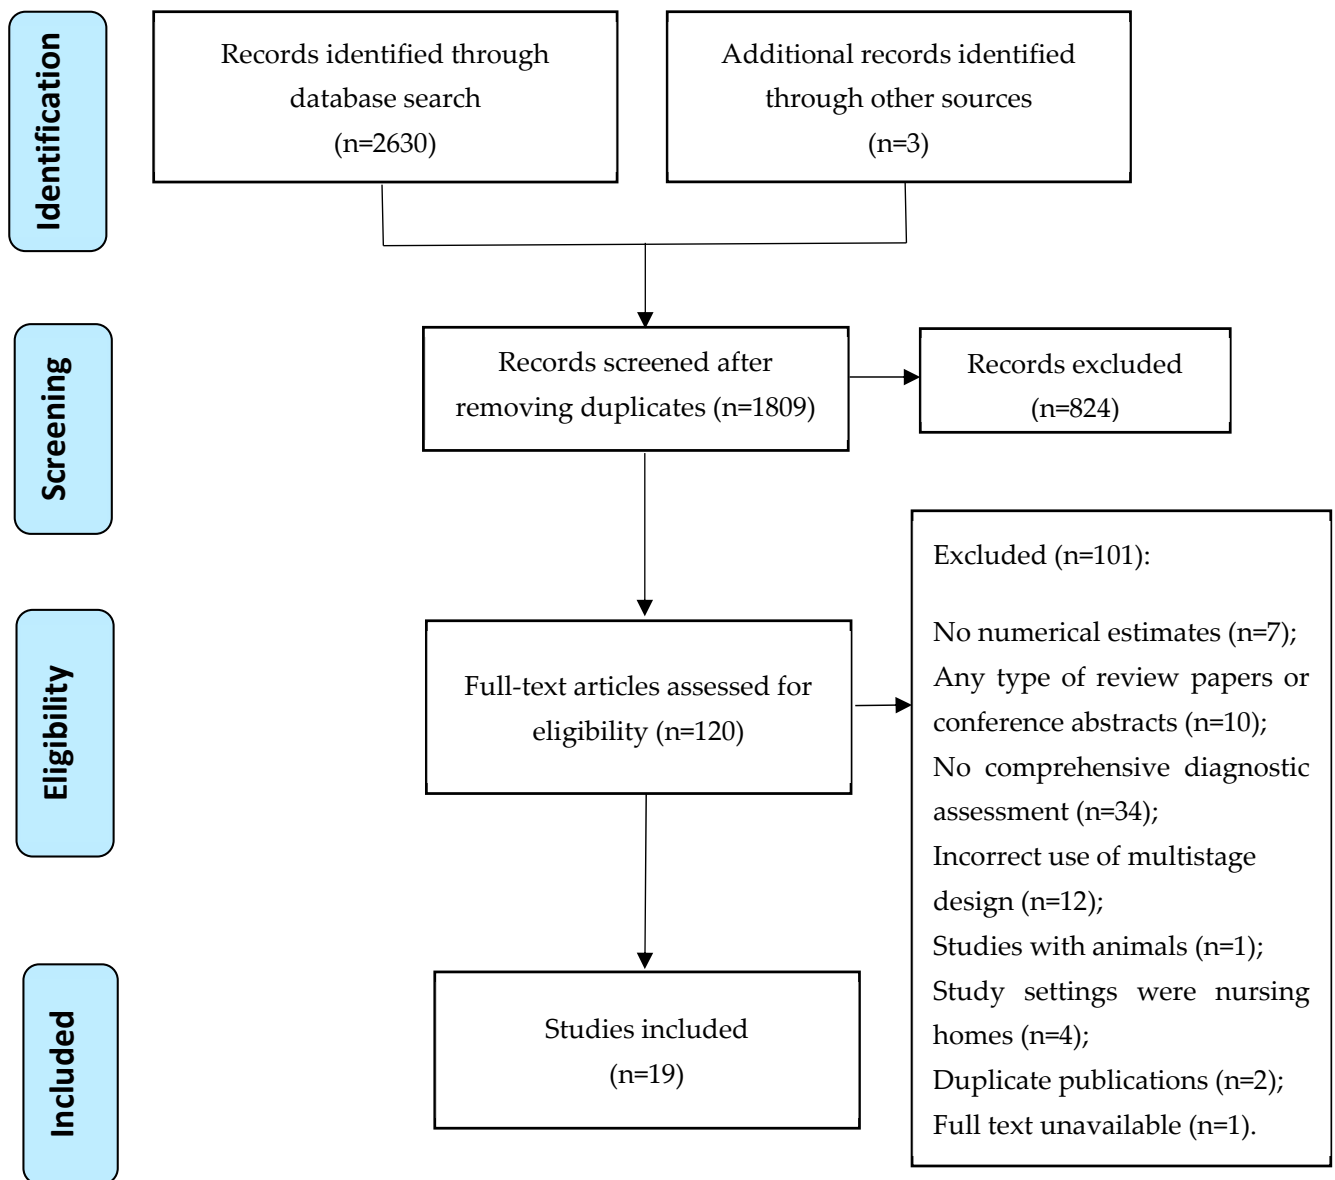 Identification
Records identified through
database search
(n=2630)
Additional records identified
through other sources
(n=3)
Screening
Records screened after
removing duplicates (n=1809)
Records excluded
(n=824)
Eligibility
Full-text articles assessed for
eligibility (n=120)
Excluded (n=101):
No numerical estimates (n=7);
Any type of review papers or
conference abstracts (n=10);
No comprehensive diagnostic
assessment (n=34);
Incorrect use of multistage
design (n=12);
Studies with animals (n=1);
Study settings were nursing
homes (n=4);
Duplicate publications (n=2);
Full text unavailable (n=1).
Included
Studies included
(n=19)